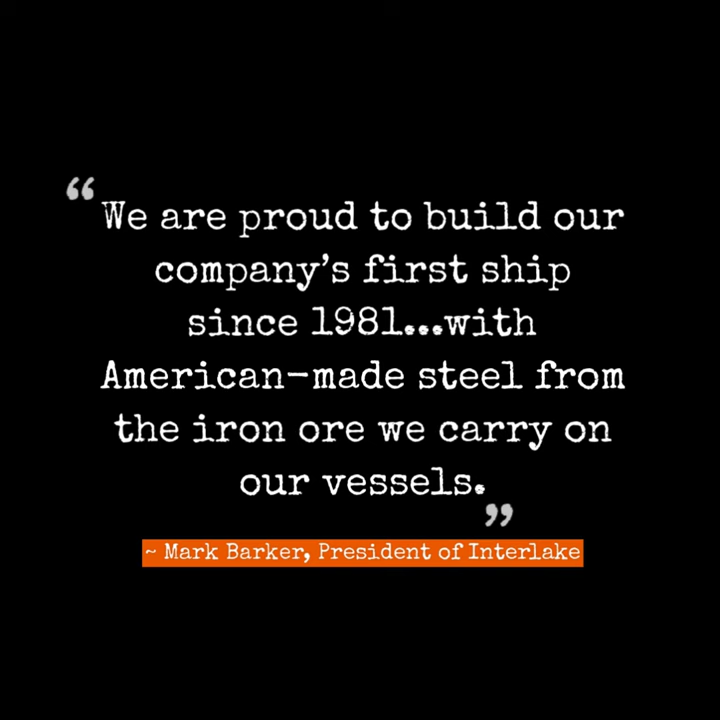 “We are proud to build our
company’s first ship
since 1981...with
American-made steel from
the iron ore we carry on
our vessels.”
~ Mark Barker, President of Interlake